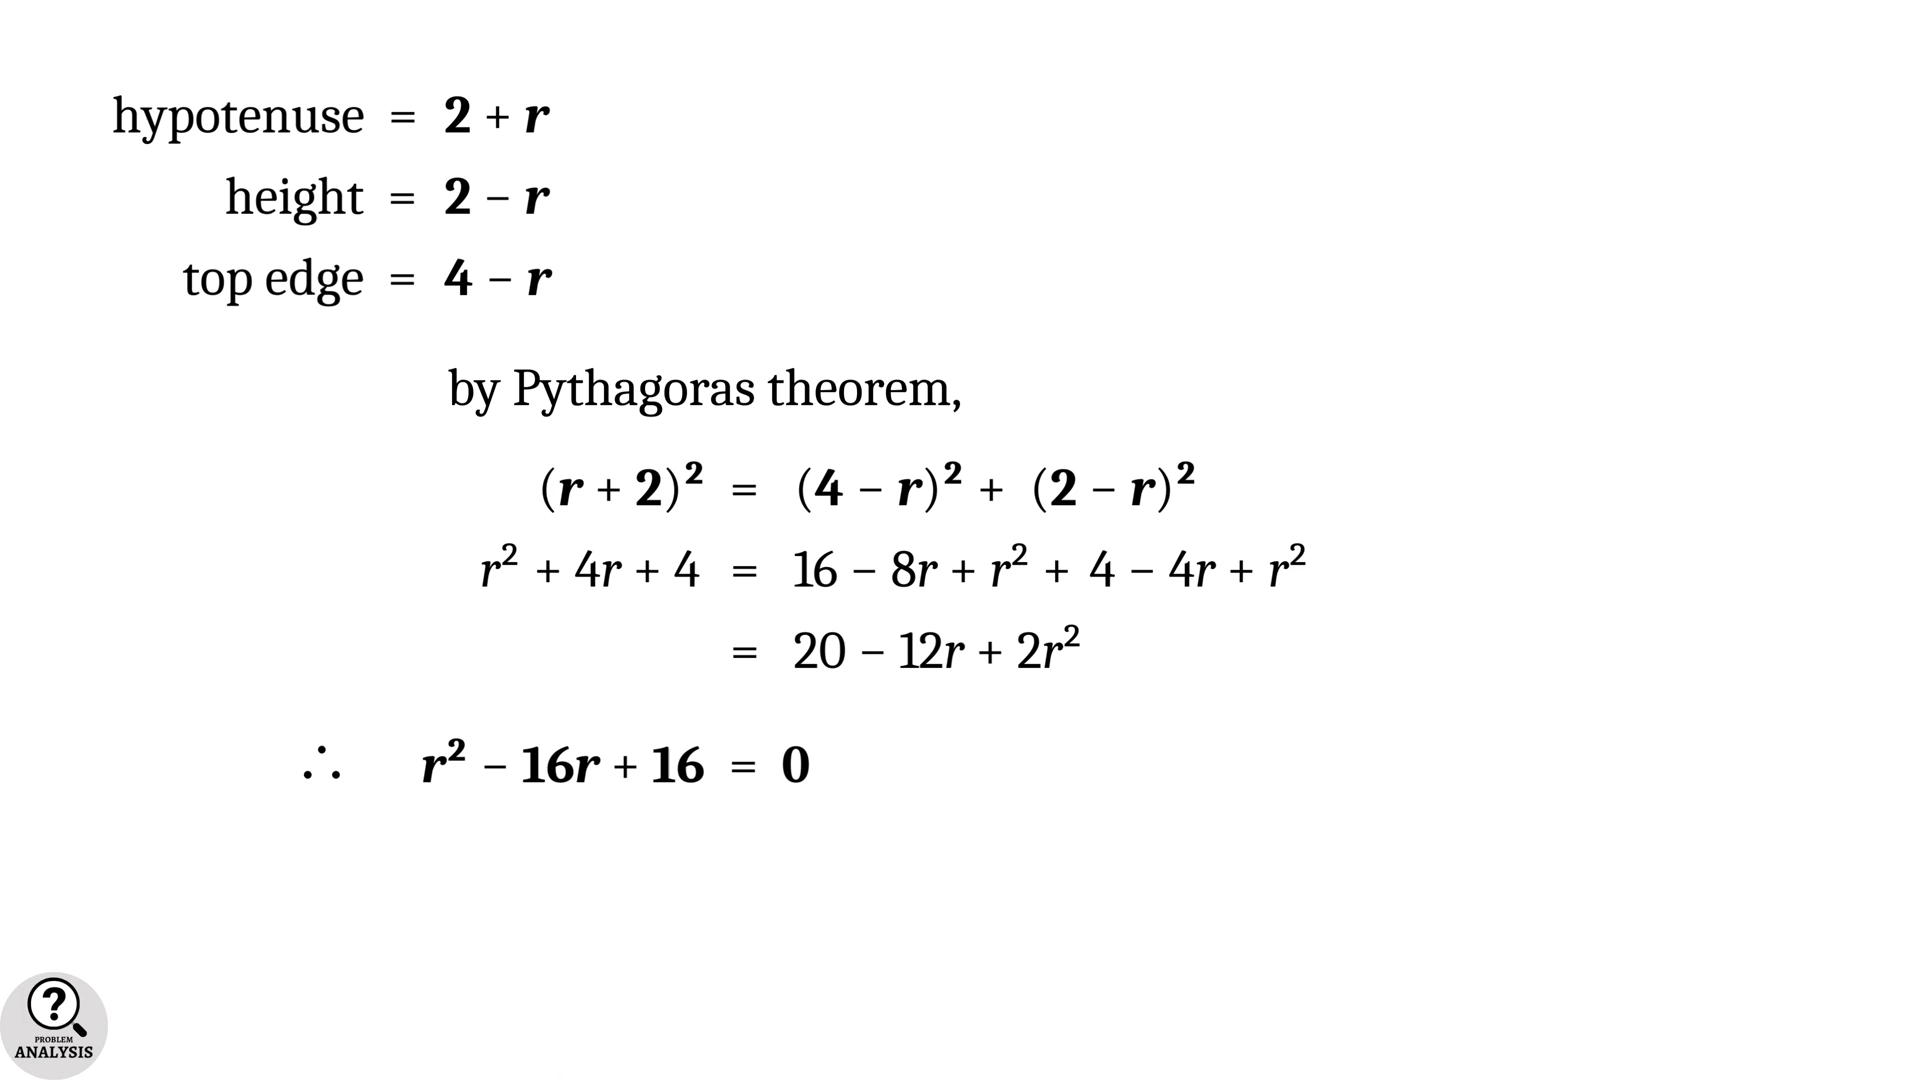 hypotenuse = 2 + r
height = 2 − r
top edge = 4 − r
by Pythagoras theorem,
(r + 2)² = (4 − r)² + (2 − r)²
r² + 4r + 4 = 16 − 8r + r² + 4 − 4r + r²
= 20 − 12r + 2r²
∴ r² − 16r + 16 = 0
?
PROBLEM
ANALYSIS